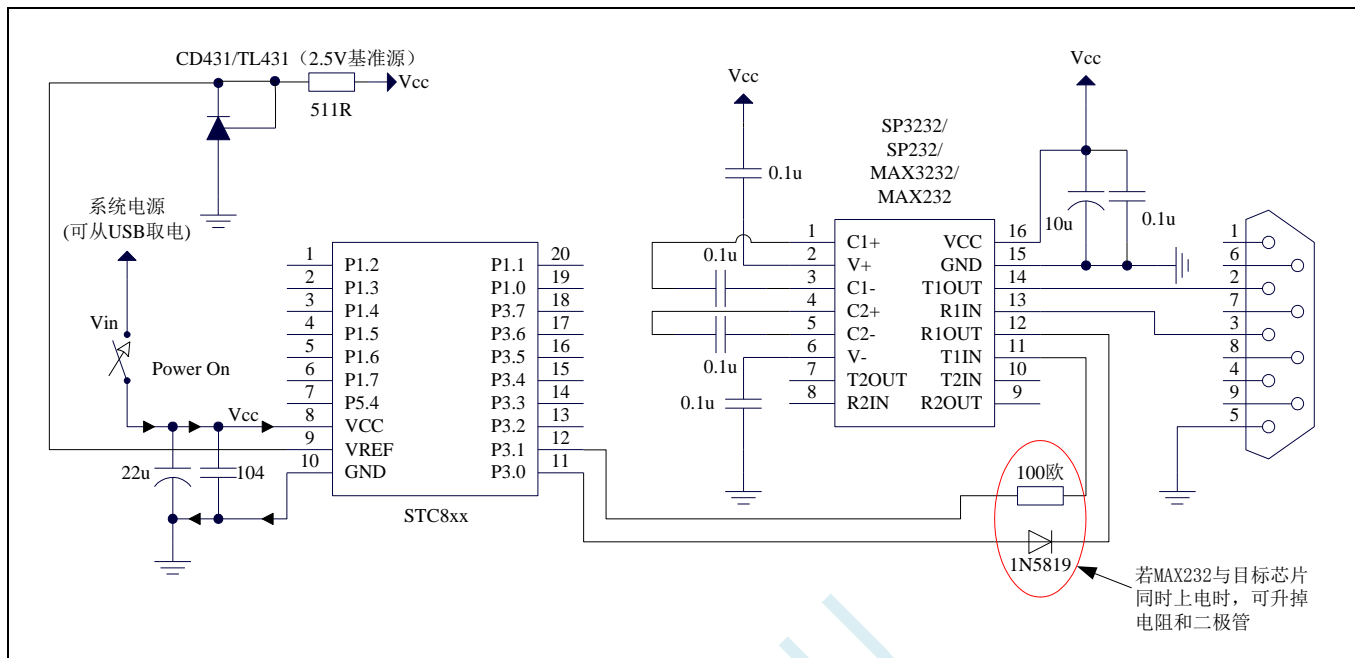 CD431/TL431（2.5V基准源）
Vcc
511R
系统电源
(可从USB取电)
Vin
Power On
Vcc
22u
104
1 P1.2 P1.1 20
2 P1.3 P1.0 19
3 P1.4 P3.7 18
4 P1.5 P3.6 17
5 P1.6 P3.5 16
6 P1.7 P3.4 15
7 P5.4 P3.3 14
8 VCC P3.2 13
9 VREF P3.1 12
10 GND P3.0 11
STC8xx
Vcc
0.1u
0.1u
0.1u
0.1u
SP3232/
SP232/
MAX3232/
MAX232
1 C1+ VCC 16
2 V+ GND 15
3 C1- T1OUT 14
4 C2+ R1IN 13
5 C2- R1OUT 12
6 V- T1IN 11
7 T2OUT T2IN 10
8 R2IN R2OUT 9
Vcc
10u
0.1u
1
6
2
7
3
8
4
9
5
100欧
1N5819
若MAX232与目标芯片
同时上电时，可升掉
电阻和二极管